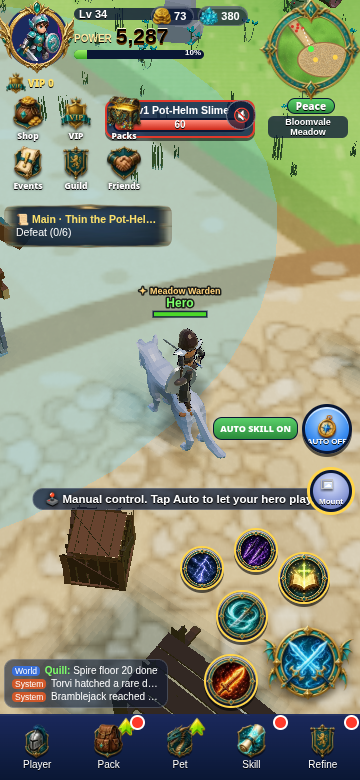 Lv 34
73
380
POWER 5,287
10%
VIP 0
Shop
VIP
Packs
v1 Pot-Helm Slime
60
Peace
Bloomvale
Meadow
Events
Guild
Friends
Main · Thin the Pot-Hel…
Defeat (0/6)
Meadow Warden
Hero
AUTO SKILL ON
AUTO OFF
Manual control. Tap Auto to let your hero play
Mount
World Quill: Spire floor 20 done
System Torvi hatched a rare d…
System Bramblejack reached …
Player
Pack
Pet
Skill
Refine